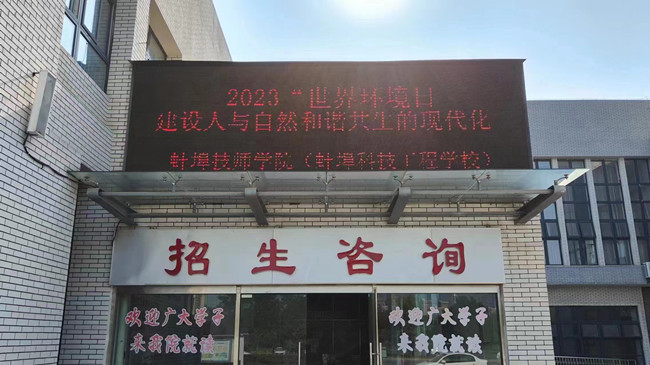 2023“世界环境日
建设人与自然和谐共生的现代化
蚌埠技师学院（蚌埠科技工程学校）
招生咨询
欢迎广大学子
来我院就读
欢迎广大学子
来我院就读